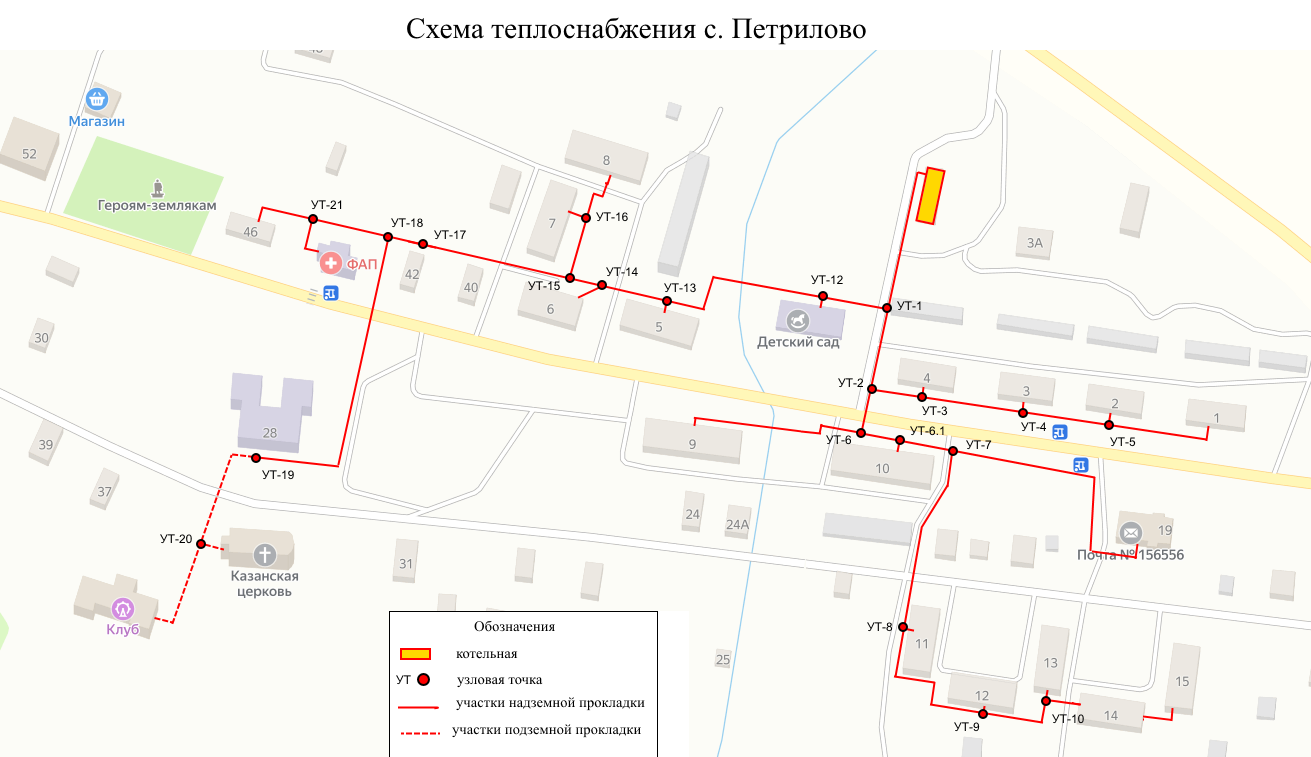 Схема теплоснабжения с. Петрилово
Магазин
52
Героям-землякам
8
УТ-21
46
УТ-18
УТ-17
ФАП
42
40
7
УТ-16
УТ-14
УТ-15
6
УТ-13
5
УТ-12
Детский сад
УТ-1
3А
30
УТ-2
4
3
2
1
УТ-3
УТ-4
УТ-5
28
39
УТ-19
9
УТ-6
УТ-6.1
УТ-7
10
37
24
24А
19
Почта № 156556
УТ-20
Казанская
церковь
31
Клуб
УТ-8
11
25
12
13
15
14
УТ-9
УТ-10
Обозначения
котельная
УТ
узловая точка
участки надземной прокладки
участки подземной прокладки